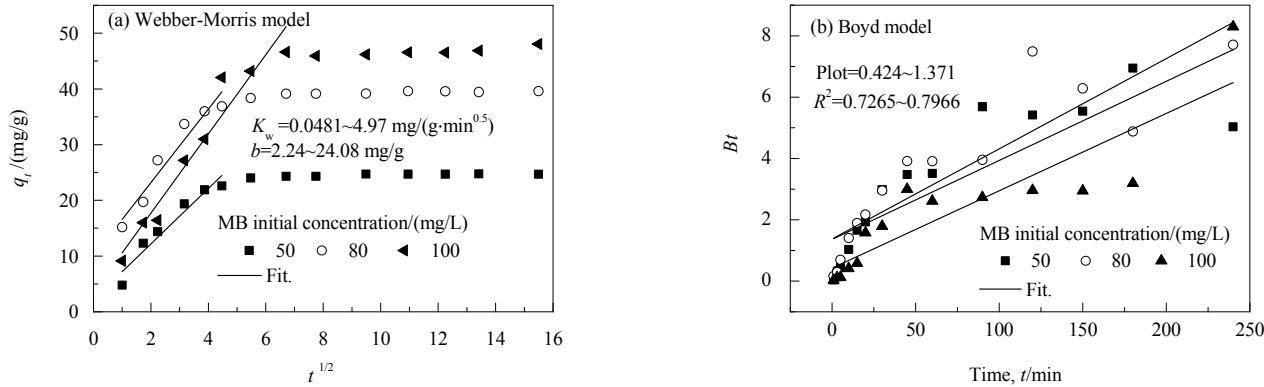 (a) Webber-Morris model
50
40
30
20
10
0
q_t /(mg/g)
K_w =0.0481~4.97 mg/(g·min^0.5)
b=2.24~24.08 mg/g
MB initial concentration/(mg/L)
50 80 100
Fit.
0 2 4 6 8 10 12 14 16
t^1/2
(b) Boyd model
8
6
4
2
0
Bt
Plot=0.424~1.371
R²=0.7265~0.7966
MB initial concentration/(mg/L)
50 80 100
Fit.
0 50 100 150 200 250
Time, t/min